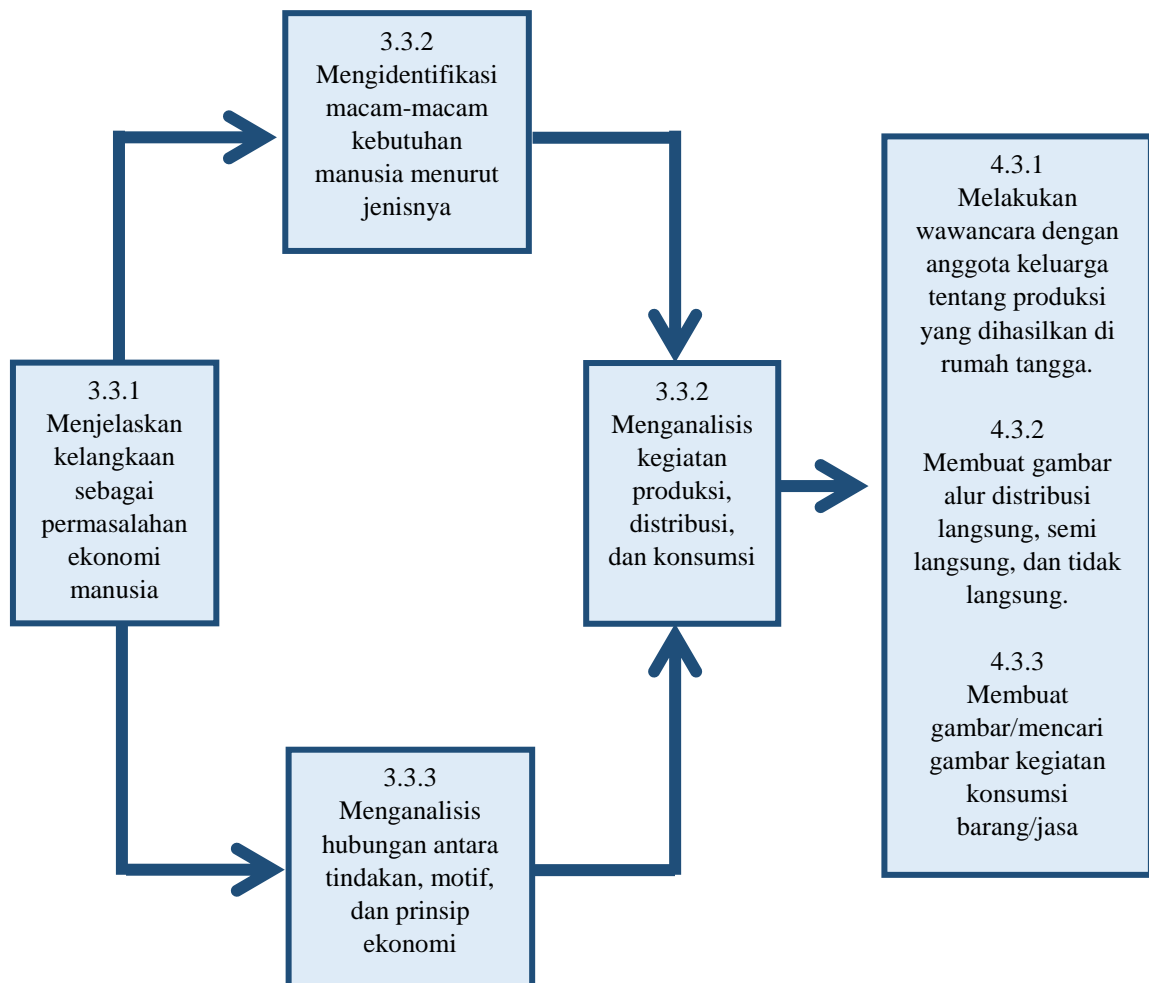 3.3.2
Mengidentifikasi
macam-macam
kebutuhan
manusia menurut
jenisnya
3.3.1
Menjelaskan
kelangkaan
sebagai
permasalahan
ekonomi
manusia
3.3.3
Menganalisis
hubungan antara
tindakan, motif,
dan prinsip
ekonomi
3.3.2
Menganalisis
kegiatan
produksi,
distribusi,
dan konsumsi
4.3.1
Melakukan
wawancara dengan
anggota keluarga
tentang produksi
yang dihasilkan di
rumah tangga.
4.3.2
Membuat gambar
alur distribusi
langsung, semi
langsung, dan tidak
langsung.
4.3.3
Membuat
gambar/mencari
gambar kegiatan
konsumsi
barang/jasa